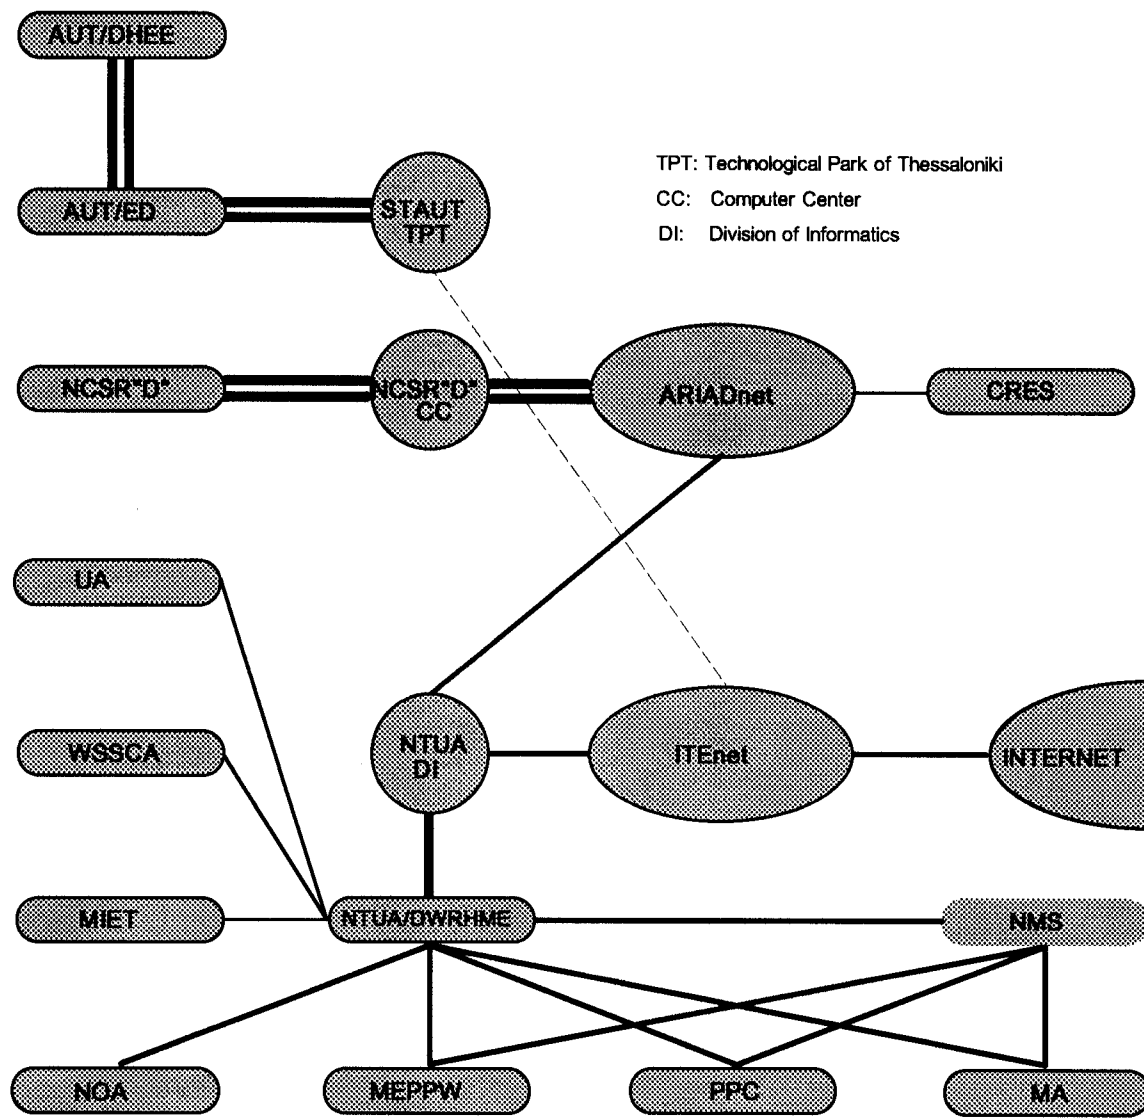 AUT/DHEE
TPT: Technological Park of Thessaloniki
CC: Computer Center
DI: Division of Informatics
AUT/ED
STAUT
TPT
NCSR"D"
NCSR"D"
CC
ARIADnet
CRES
UA
WSSCA
NTUA
DI
ITEnet
INTERNET
MIET
NTUA/DWRHME
NMS
NOA
MEPPW
PPC
MA